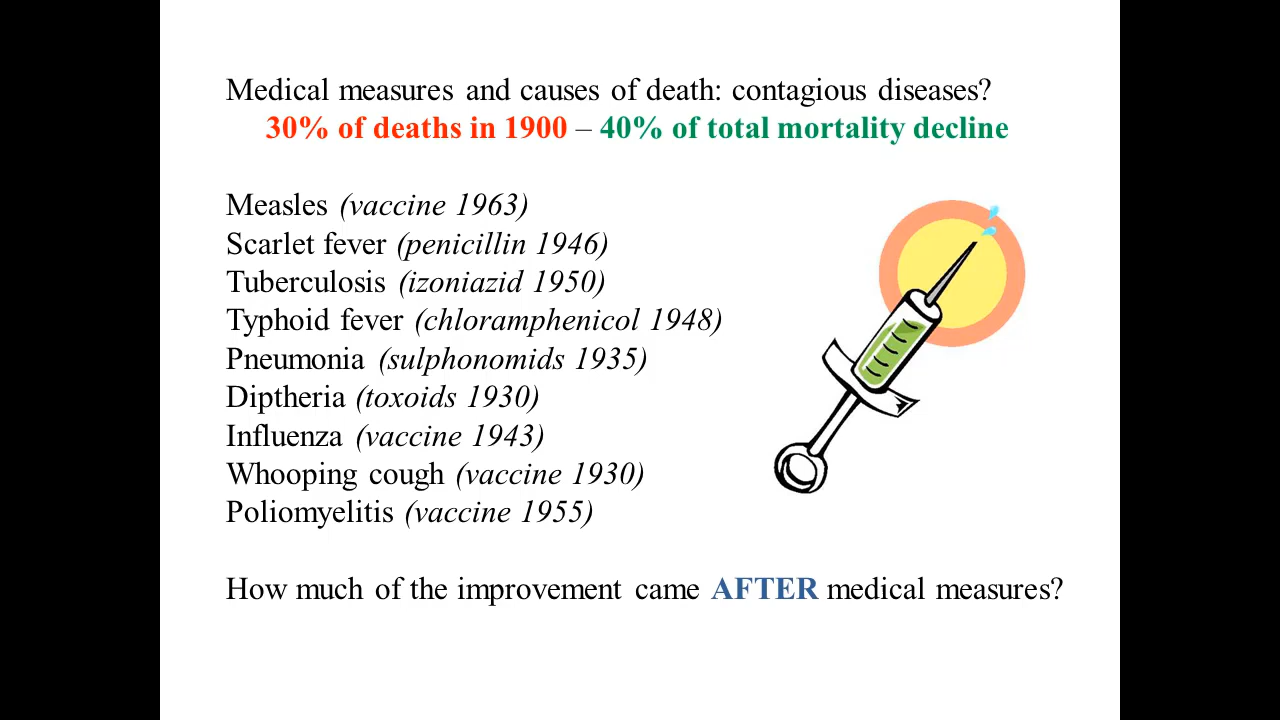 Medical measures and causes of death: contagious diseases?
30% of deaths in 1900 – 40% of total mortality decline
Measles (vaccine 1963)
Scarlet fever (penicillin 1946)
Tuberculosis (izoniazid 1950)
Typhoid fever (chloramphenicol 1948)
Pneumonia (sulphonomids 1935)
Diptheria (toxoids 1930)
Influenza (vaccine 1943)
Whooping cough (vaccine 1930)
Poliomyelitis (vaccine 1955)
How much of the improvement came AFTER medical measures?